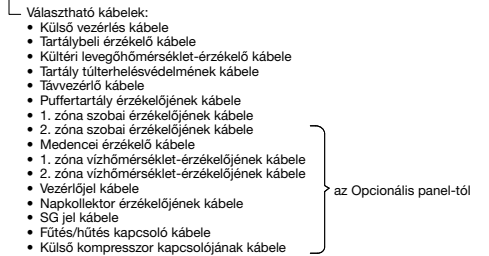 Választható kábelek:
• Külső vezérlés kábele
• Tartálybeli érzékelő kábele
• Kültéri levegőhőmérséklet-érzékelő kábele
• Tartály túlterhelésvédelmének kábele
• Távvezérlő kábele
• Puffertartály érzékelőjének kábele
• 1. zóna szobai érzékelőjének kábele
• 2. zóna szobai érzékelőjének kábele
• Medencei érzékelő kábele
• 1. zóna vízhőmérséklet-érzékelőjének kábele
• 2. zóna vízhőmérséklet-érzékelőjének kábele
• Vezérlőjel kábele
• Napkollektor érzékelőjének kábele
• SG jel kábele
• Fűtés/hűtés kapcsoló kábele
• Külső kompresszor kapcsolójának kábele
az Opcionális panel-tól